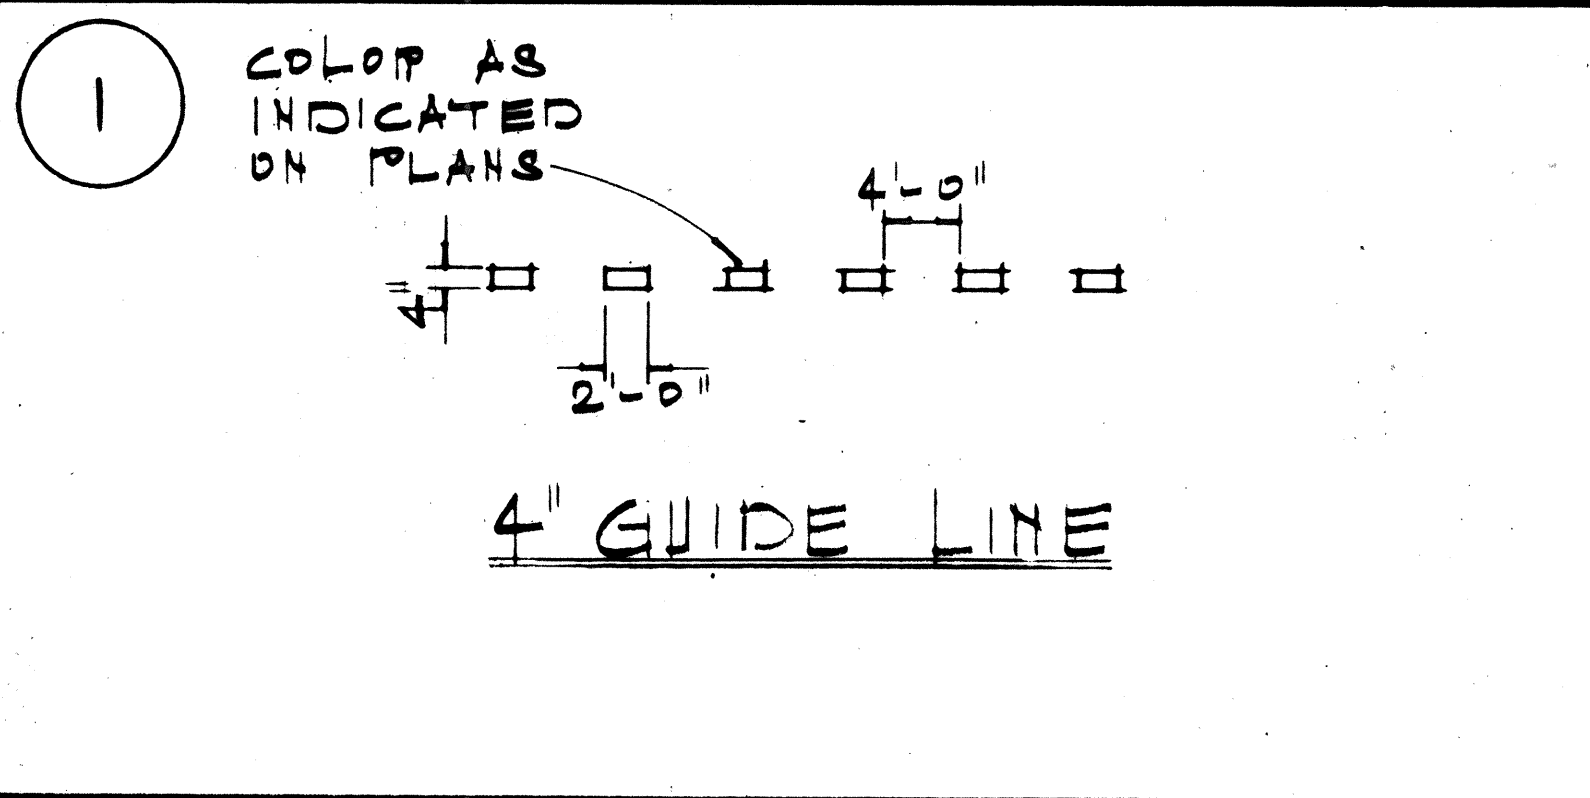 1
COLOR AS
INDICATED
ON PLANS
4'-0"
4"
2'-0"
4" GUIDE LINE